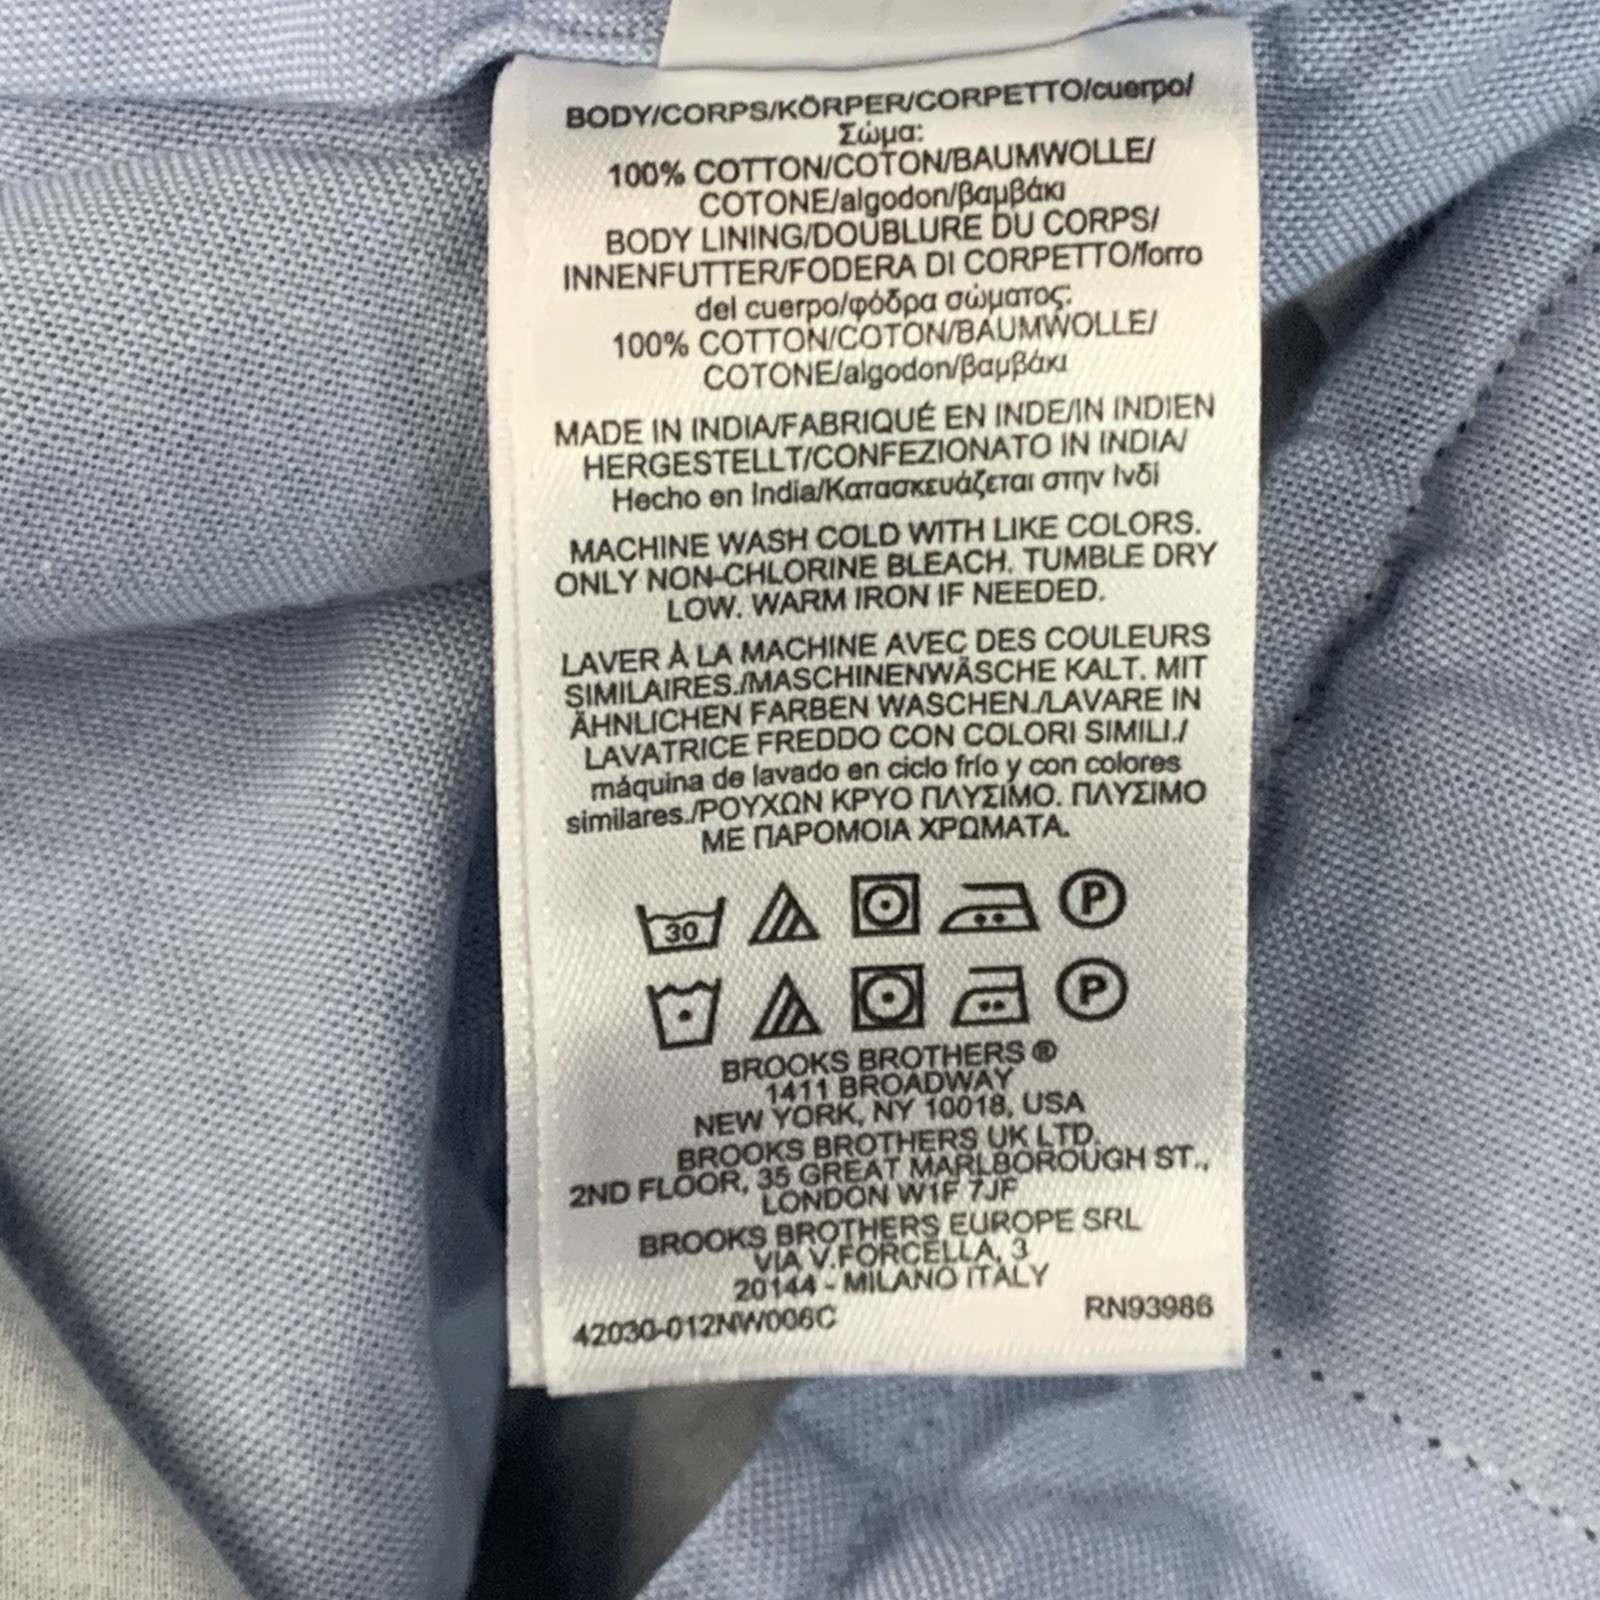 BODY/CORPS/KÖRPER/CORPETTO/cuerpo/
Σώμα:
100% COTTON/COTON/BAUMWOLLE/
COTONE/algodon/βαμβάκι
BODY LINING/DOUBLURE DU CORPS/
INNENFUTTER/FODERA DI CORPETTO/forro
del cuerpo/φόδρα σώματος:
100% COTTON/COTON/BAUMWOLLE/
COTONE/algodon/βαμβάκι
MADE IN INDIA/FABRIQUÉ EN INDE/IN INDIEN
HERGESTELLT/CONFEZIONATO IN INDIA/
Hecho en India/Κατασκευάζεται στην Ινδί
MACHINE WASH COLD WITH LIKE COLORS.
ONLY NON-CHLORINE BLEACH. TUMBLE DRY
LOW. WARM IRON IF NEEDED.
LAVER À LA MACHINE AVEC DES COULEURS
SIMILAIRES./MASCHINENWÄSCHE KALT. MIT
ÄHNLICHEN FARBEN WASCHEN./LAVARE IN
LAVATRICE FREDDO CON COLORI SIMILI./
máquina de lavado en ciclo frío y con colores
similares./ΡΟΥΧΩΝ ΚΡΥΟ ΠΛΥΣΙΜΟ. ΠΛΥΣΙΜΟ
ΜΕ ΠΑΡΟΜΟΙΑ ΧΡΩΜΑΤΑ.
30 P
P
BROOKS BROTHERS ®
1411 BROADWAY
NEW YORK, NY 10018, USA
BROOKS BROTHERS UK LTD.
2ND FLOOR, 35 GREAT MARLBOROUGH ST.,
LONDON W1F 7JF
BROOKS BROTHERS EUROPE SRL
VIA V.FORCELLA, 3
20144 - MILANO ITALY
42030-012NW006C RN93986